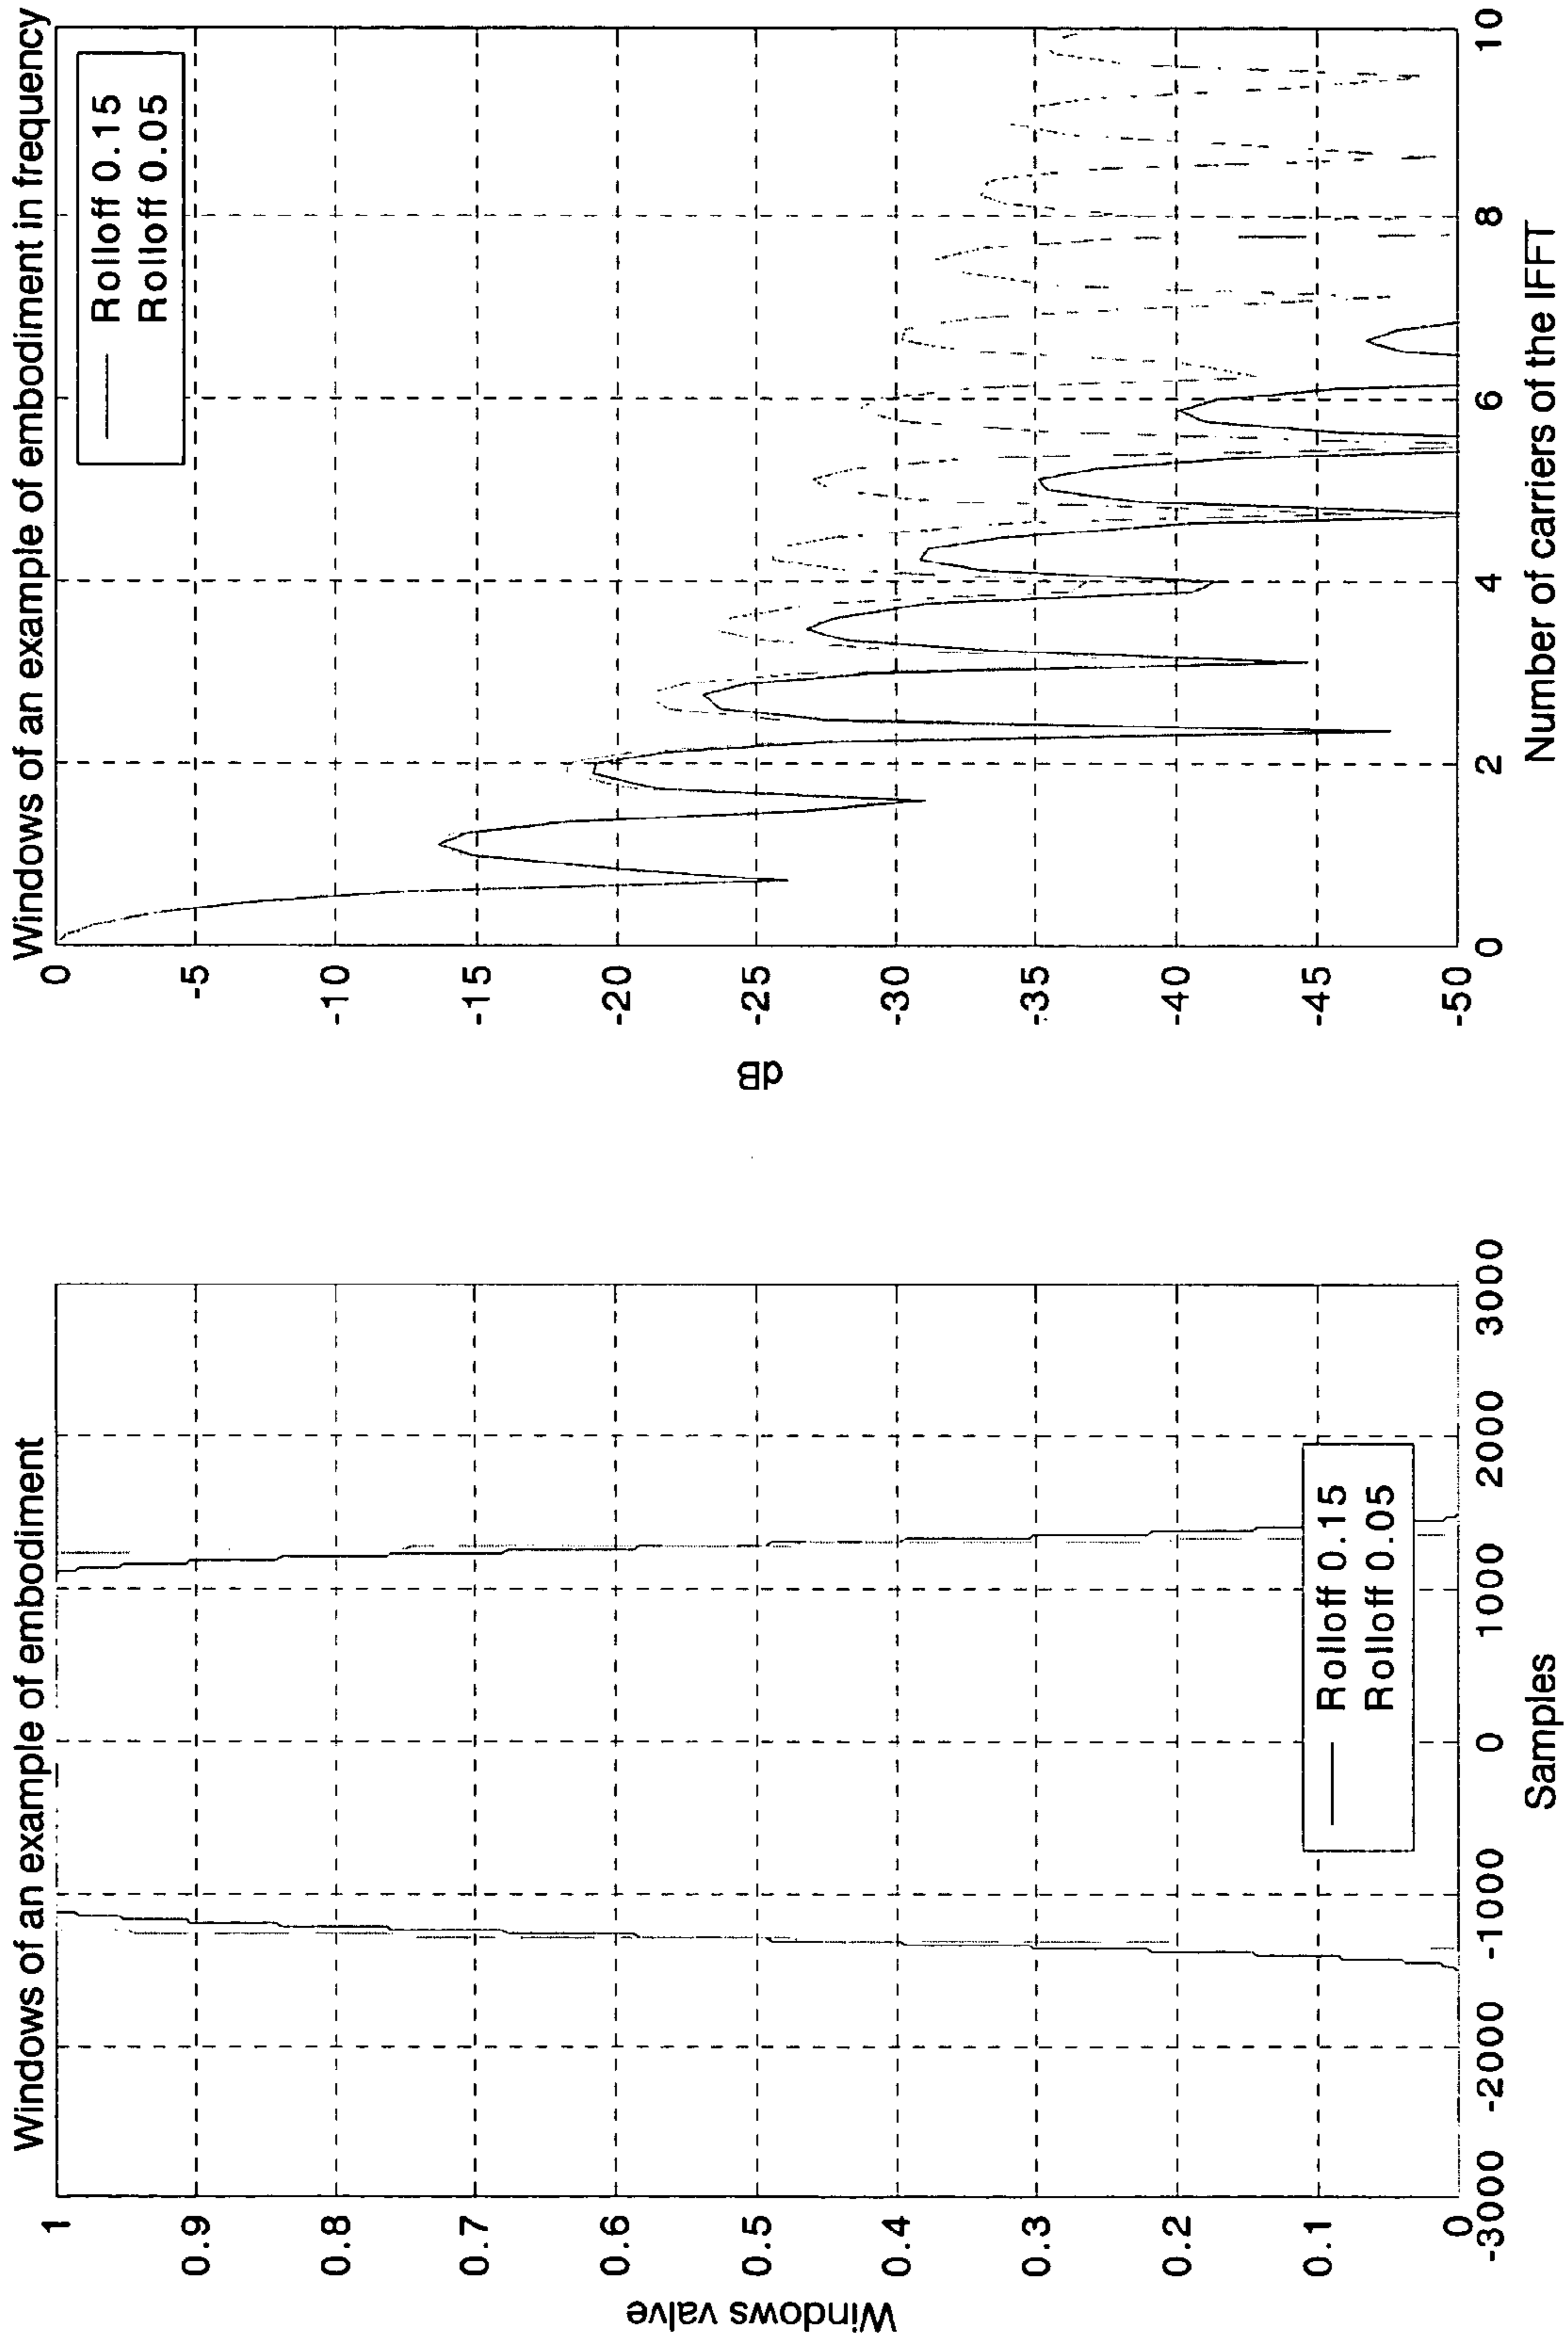 Windows of an example of embodiment
Windows valve
1
0.9
0.8
0.7
0.6
0.5
0.4
0.3
0.2
0.1
0
-3000 -2000 -1000 0 1000 2000 3000
Samples
Rolloff 0.15
Rolloff 0.05
Windows of an example of embodiment in frequency
dB
0
-5
-10
-15
-20
-25
-30
-35
-40
-45
-50
0 2 4 6 8 10
Number of carriers of the IFFT
Rolloff 0.15
Rolloff 0.05